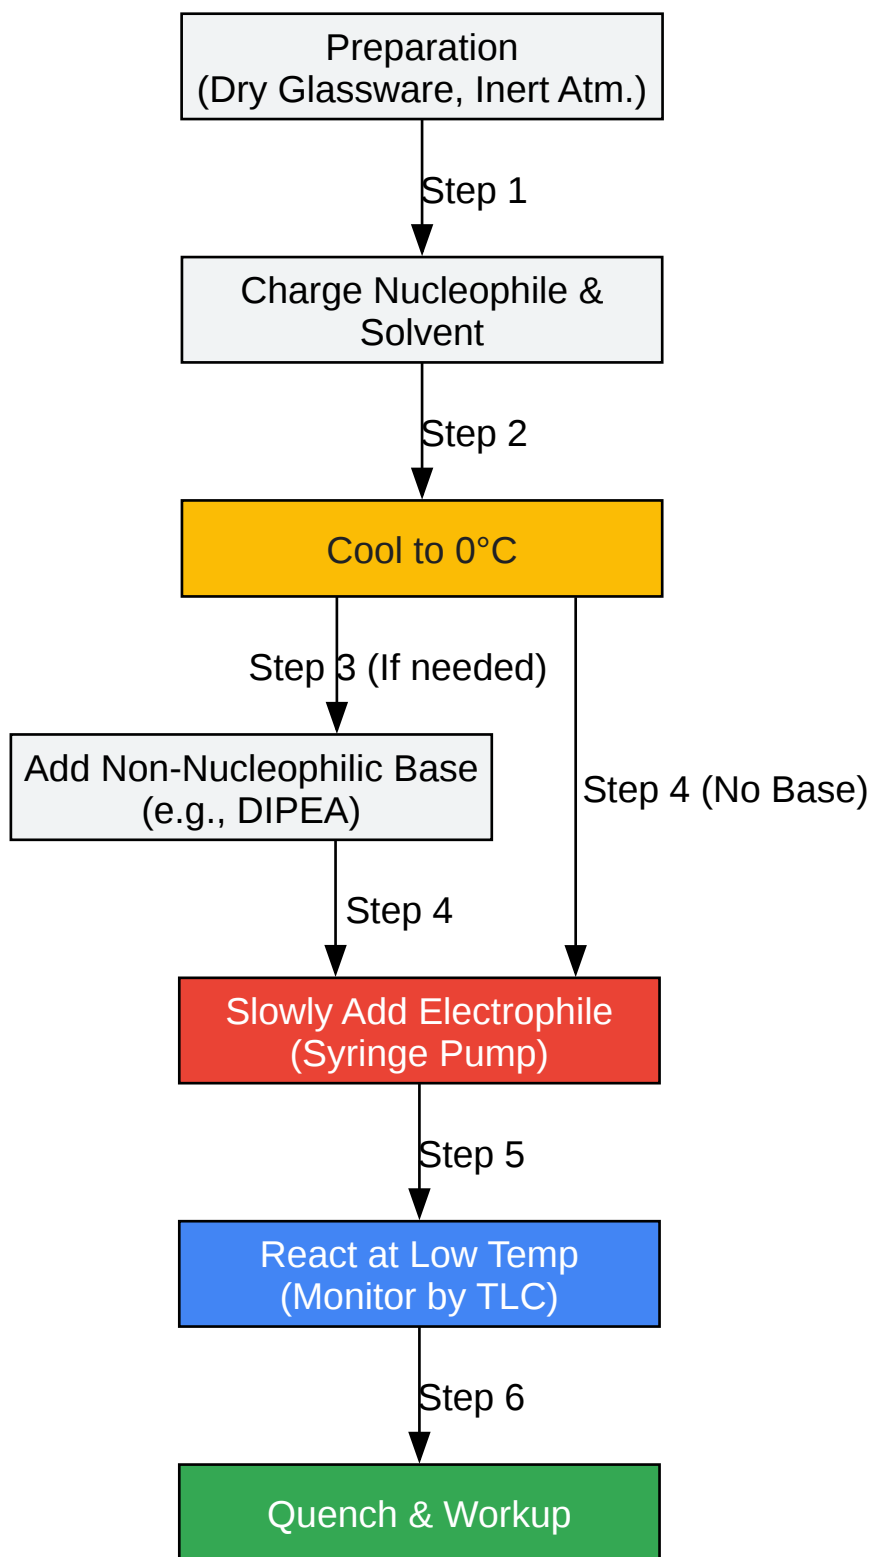 Preparation
(Dry Glassware, Inert Atm.)
Step 1
Charge Nucleophile &
Solvent
Step 2
Cool to 0°C
Step 3 (If needed)
Add Non-Nucleophilic Base
(e.g., DIPEA)
Step 4 (No Base)
Step 4
Slowly Add Electrophile
(Syringe Pump)
Step 5
React at Low Temp
(Monitor by TLC)
Step 6
Quench & Workup